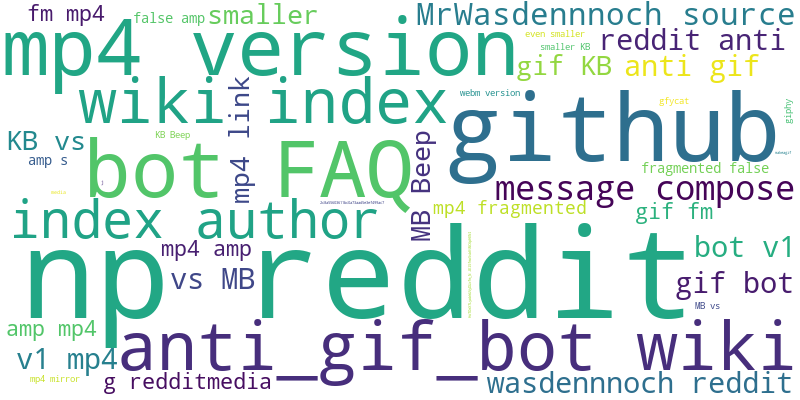 fm mp4
false amp
smaller
MrWasdennnoch source
mp4 version
even smaller
smaller KB
reddit anti
gif KB
anti gif
wiki index
mp4 link
webm version
gfycat
giphy
github
KB vs
KB Beep
amp s
bot FAQ
MB Beep
fragmented false
message compose
index author
mp4 fragmented
gif fm
np reddit
mp4 amp
vs MB
bot v1
gif bot
MB vs
amp mp4
v1 mp4
anti_gif_bot wiki
mp4 mirror
g redditmedia
wasdennnoch reddit